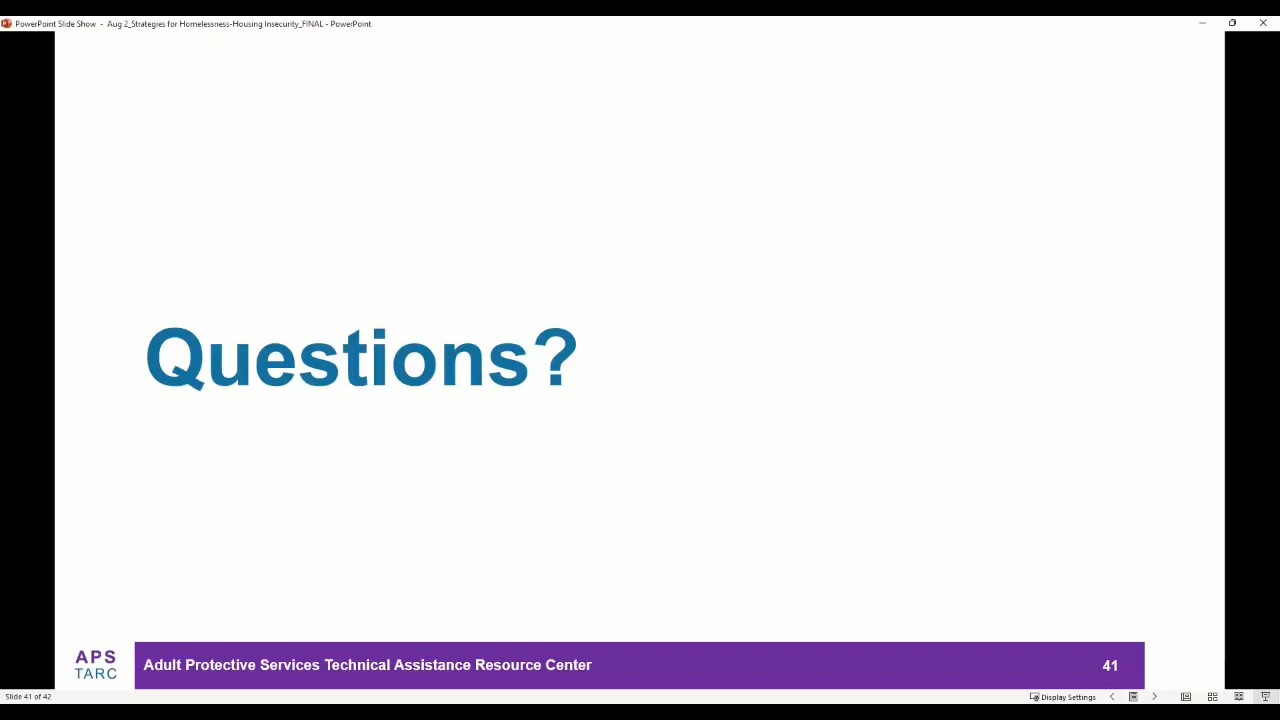 PowerPoint Slide Show - Aug 2_Strategies for Homelessness-Housing Insecurity_FINAL - PowerPoint
Questions?
APS
TARC
Adult Protective Services Technical Assistance Resource Center
41
Slide 41 of 42
Display Settings